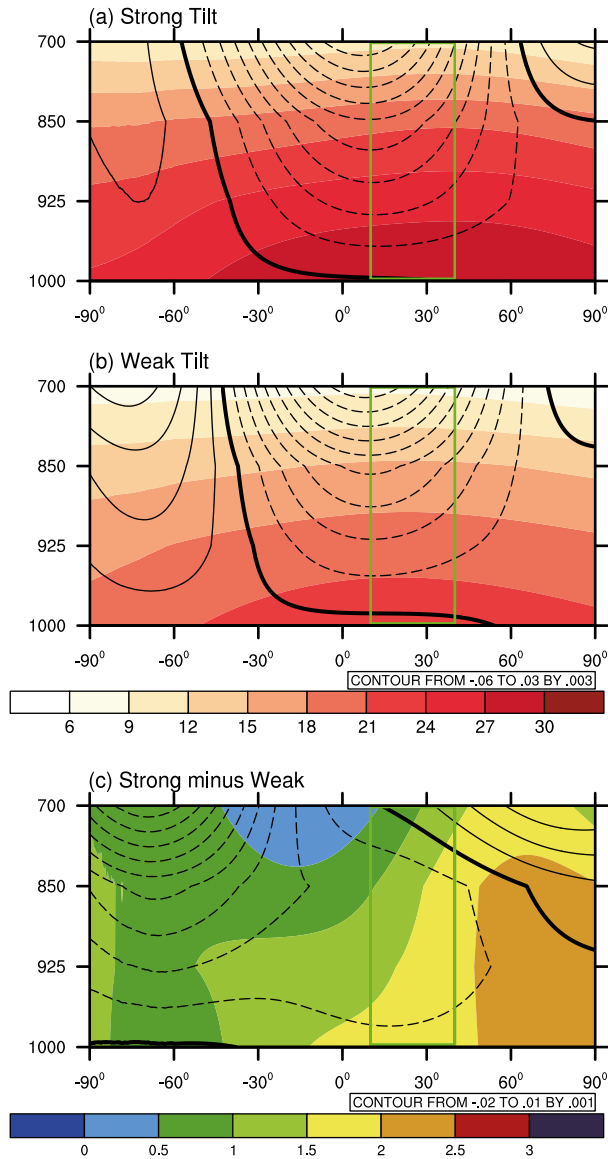 (a) Strong Tilt
700
850
925
1000
-90⁰ -60⁰ -30⁰ 0⁰ 30⁰ 60⁰ 90⁰
(b) Weak Tilt
700
850
925
1000
-90⁰ -60⁰ -30⁰ 0⁰ 30⁰ 60⁰ 90⁰
CONTOUR FROM -.06 TO .03 BY .003
6 9 12 15 18 21 24 27 30
(c) Strong minus Weak
700
850
925
1000
-90⁰ -60⁰ -30⁰ 0⁰ 30⁰ 60⁰ 90⁰
CONTOUR FROM -.02 TO .01 BY .001
0 0.5 1 1.5 2 2.5 3